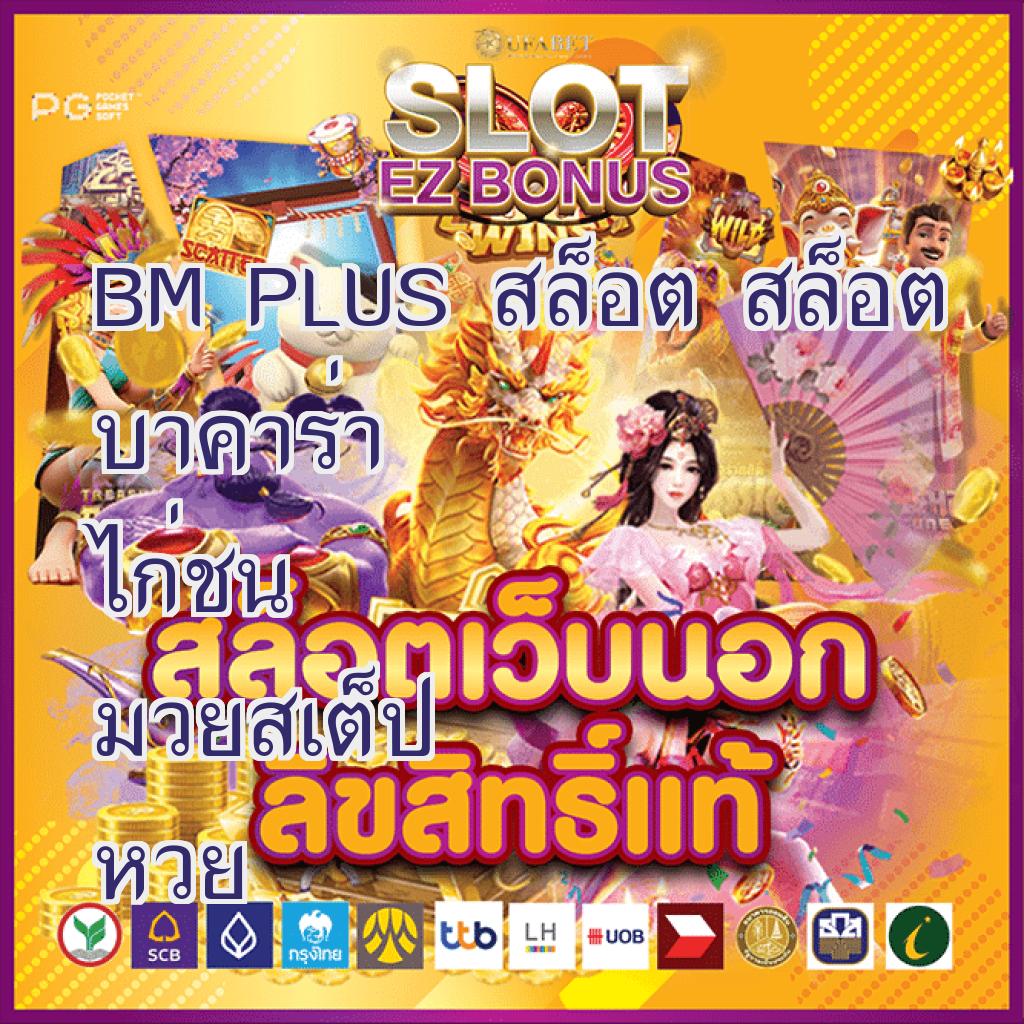 UFABET
PG POCKET GAMES SOFT
SLOT
EZ BONUS
WINS
SCATTER
WILD
BM PLUS สล็อต สล็อต
บาคาร่า
ไก่ชน
สล็อตเว็บนอก
มวยสเต็ป
ลิขสิทธิ์แท้
หวย
SCB
กรุงไทย
ttb
LH
UOB